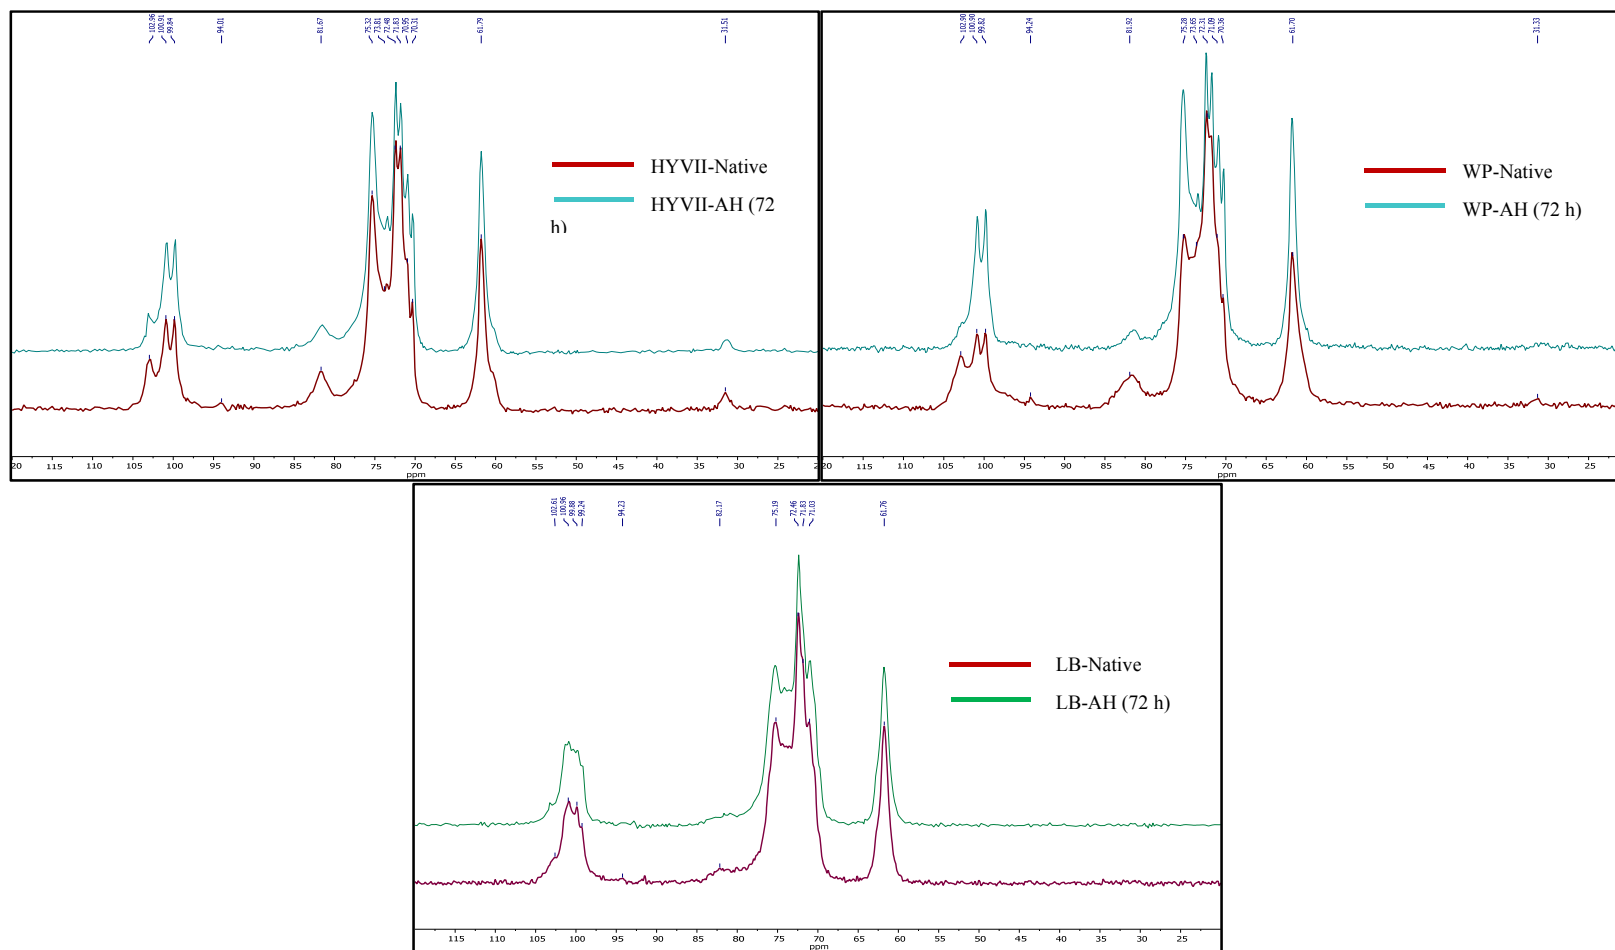 102.96
100.91
99.84
94.01
81.67
75.32
73.81
72.48
71.83
70.95
70.31
61.79
31.51
HYVII-Native
HYVII-AH (72
h)
20 115 110 105 100 95 90 85 80 75 70 65 60 55 50 45 40 35 30 25 2
ppm
102.90
100.90
99.82
94.24
81.92
75.28
73.65
72.31
71.09
70.36
61.70
31.33
WP-Native
WP-AH (72 h)
20 115 110 105 100 95 90 85 80 75 70 65 60 55 50 45 40 35 30 25
ppm
102.61
100.96
99.88
99.24
94.23
82.17
75.19
72.46
71.83
71.03
61.76
LB-Native
LB-AH (72 h)
115 110 105 100 95 90 85 80 75 70 65 60 55 50 45 40 35 30 25
ppm